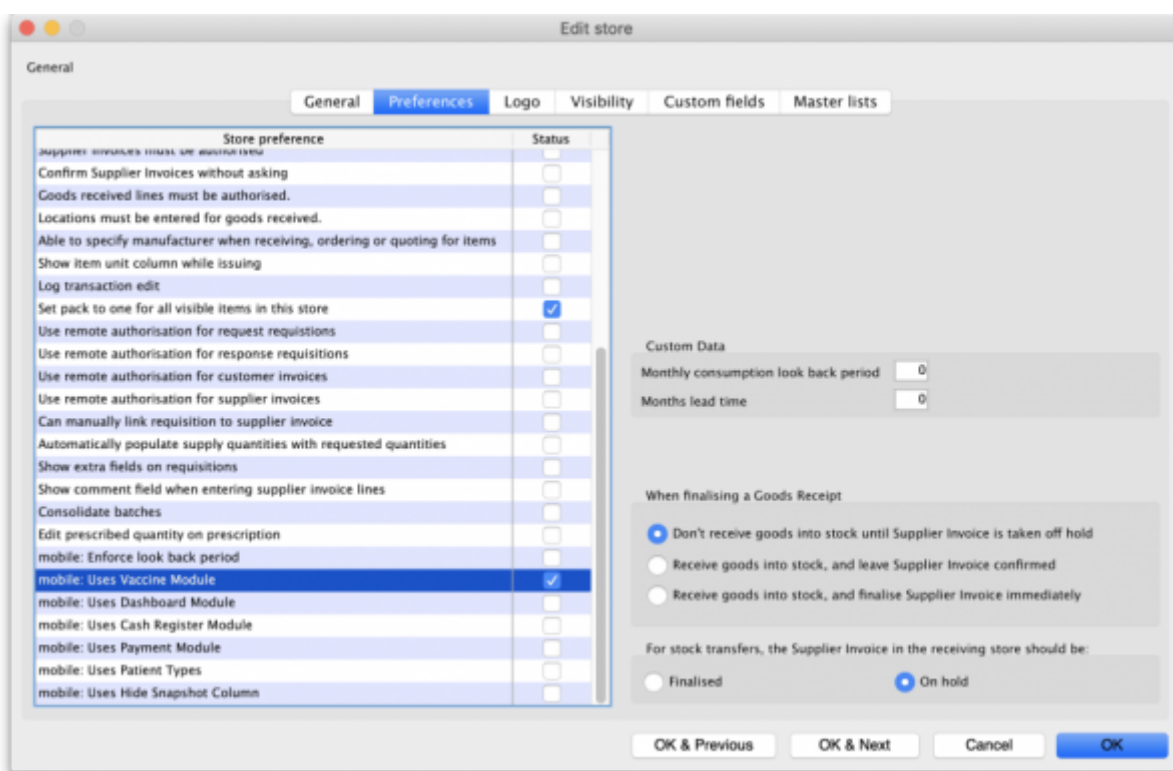 Edit store
General
General Preferences Logo Visibility Custom fields Master lists
Store preference Status
Supplier invoices must be authorised
Confirm Supplier Invoices without asking
Goods received lines must be authorised.
Locations must be entered for goods received.
Able to specify manufacturer when receiving, ordering or quoting for items
Show item unit column while issuing
Log transaction edit
Set pack to one for all visible items in this store
Use remote authorisation for request requistions
Use remote authorisation for response requisitions
Use remote authorisation for customer invoices
Use remote authorisation for supplier invoices
Can manually link requisition to supplier invoice
Automatically populate supply quantities with requested quantities
Show extra fields on requisitions
Show comment field when entering supplier invoice lines
Consolidate batches
Edit prescribed quantity on prescription
mobile: Enforce look back period
mobile: Uses Vaccine Module
mobile: Uses Dashboard Module
mobile: Uses Cash Register Module
mobile: Uses Payment Module
mobile: Uses Patient Types
mobile: Uses Hide Snapshot Column
Custom Data
Monthly consumption look back period 0
Months lead time 0
When finalising a Goods Receipt
Don't receive goods into stock until Supplier Invoice is taken off hold
Receive goods into stock, and leave Supplier Invoice confirmed
Receive goods into stock, and finalise Supplier Invoice immediately
For stock transfers, the Supplier Invoice in the receiving store should be:
Finalised On hold
OK & Previous OK & Next Cancel OK